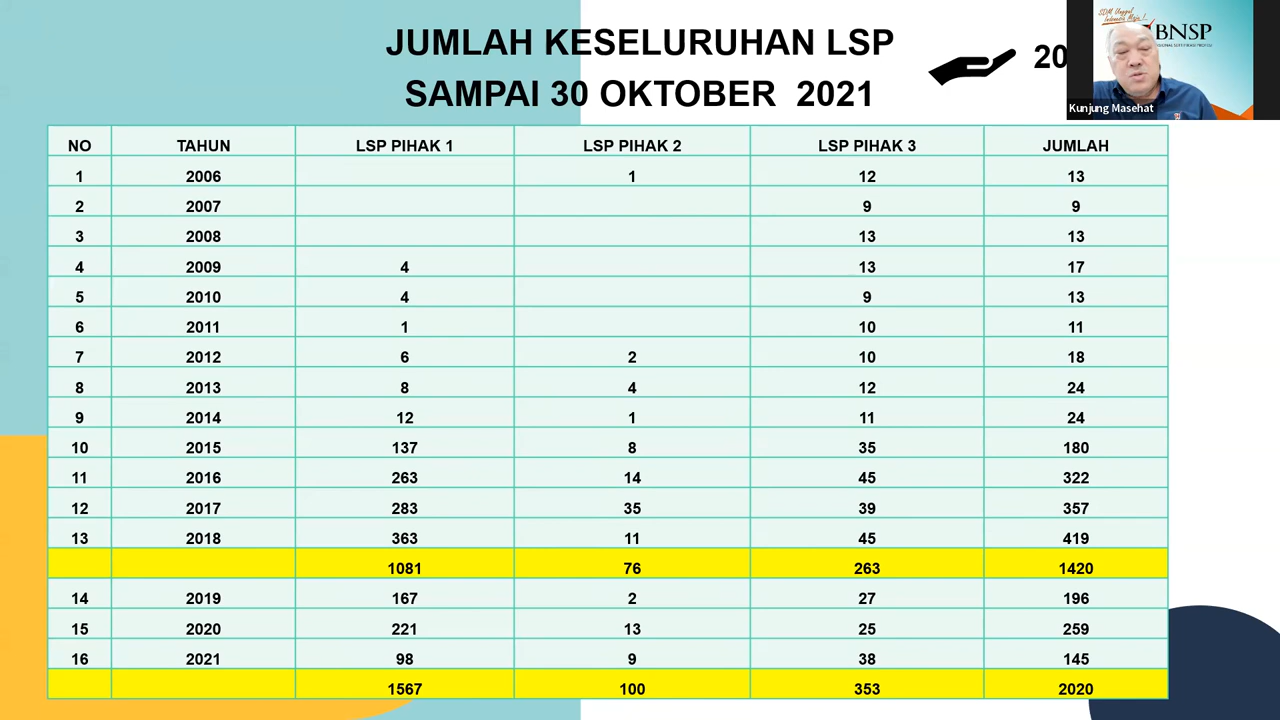 JUMLAH KESELURUHAN LSP
SAMPAI 30 OKTOBER 2021
20
SDM Unggul
Indonesia Maju !
BNSP
Kunjung Masehat
NO TAHUN LSP PIHAK 1 LSP PIHAK 2 LSP PIHAK 3 JUMLAH
1 2006 1 12 13
2 2007 9 9
3 2008 13 13
4 2009 4 13 17
5 2010 4 9 13
6 2011 1 10 11
7 2012 6 2 10 18
8 2013 8 4 12 24
9 2014 12 1 11 24
10 2015 137 8 35 180
11 2016 263 14 45 322
12 2017 283 35 39 357
13 2018 363 11 45 419
1081 76 263 1420
14 2019 167 2 27 196
15 2020 221 13 25 259
16 2021 98 9 38 145
1567 100 353 2020